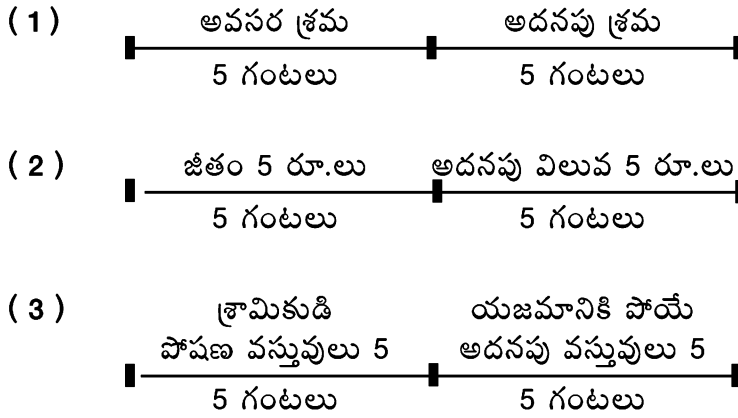 ( 1 ) అవసర శ్రమ అదనపు శ్రమ
5 గంటలు 5 గంటలు
( 2 ) జీతం 5 రూ.లు అదనపు విలువ 5 రూ.లు
5 గంటలు 5 గంటలు
( 3 ) శ్రామికుడి యజమానికి పోయే
పోషణ వస్తువులు 5 అదనపు వస్తువులు 5
5 గంటలు 5 గంటలు